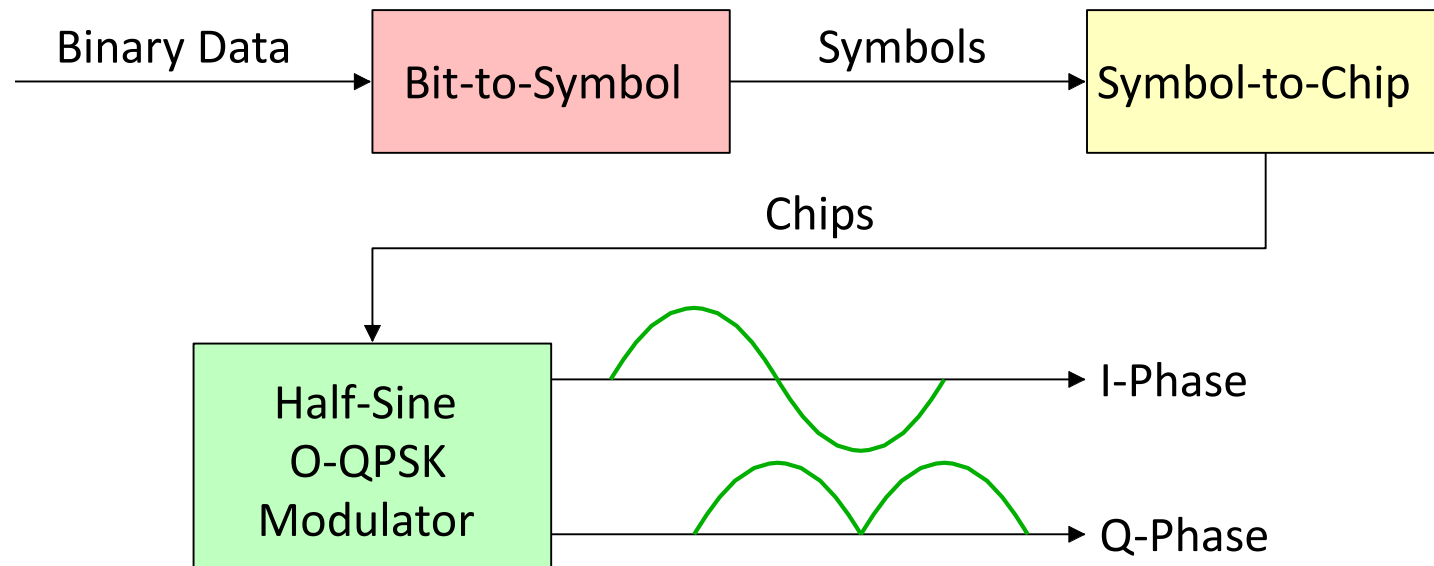 Binary Data
Bit-to-Symbol
Symbols
Symbol-to-Chip
Chips
Half-Sine
O-QPSK
Modulator
I-Phase
Q-Phase